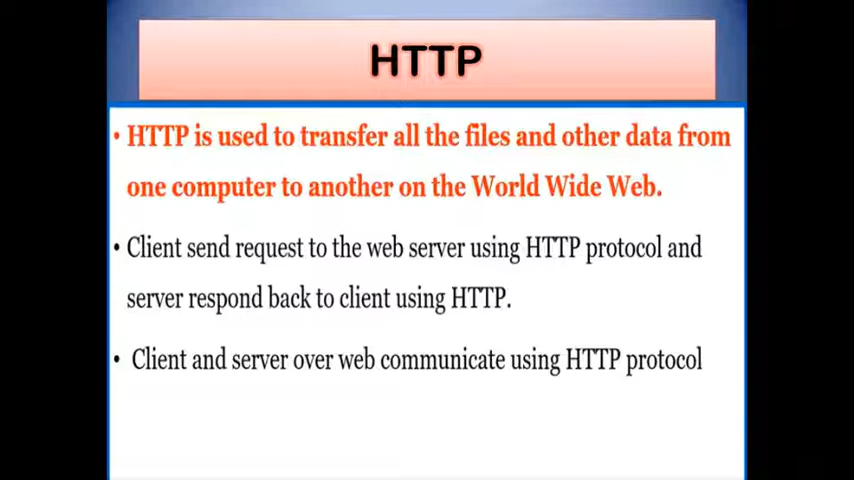 HTTP
• HTTP is used to transfer all the files and other data from
one computer to another on the World Wide Web.
• Client send request to the web server using HTTP protocol and
server respond back to client using HTTP.
• Client and server over web communicate using HTTP protocol